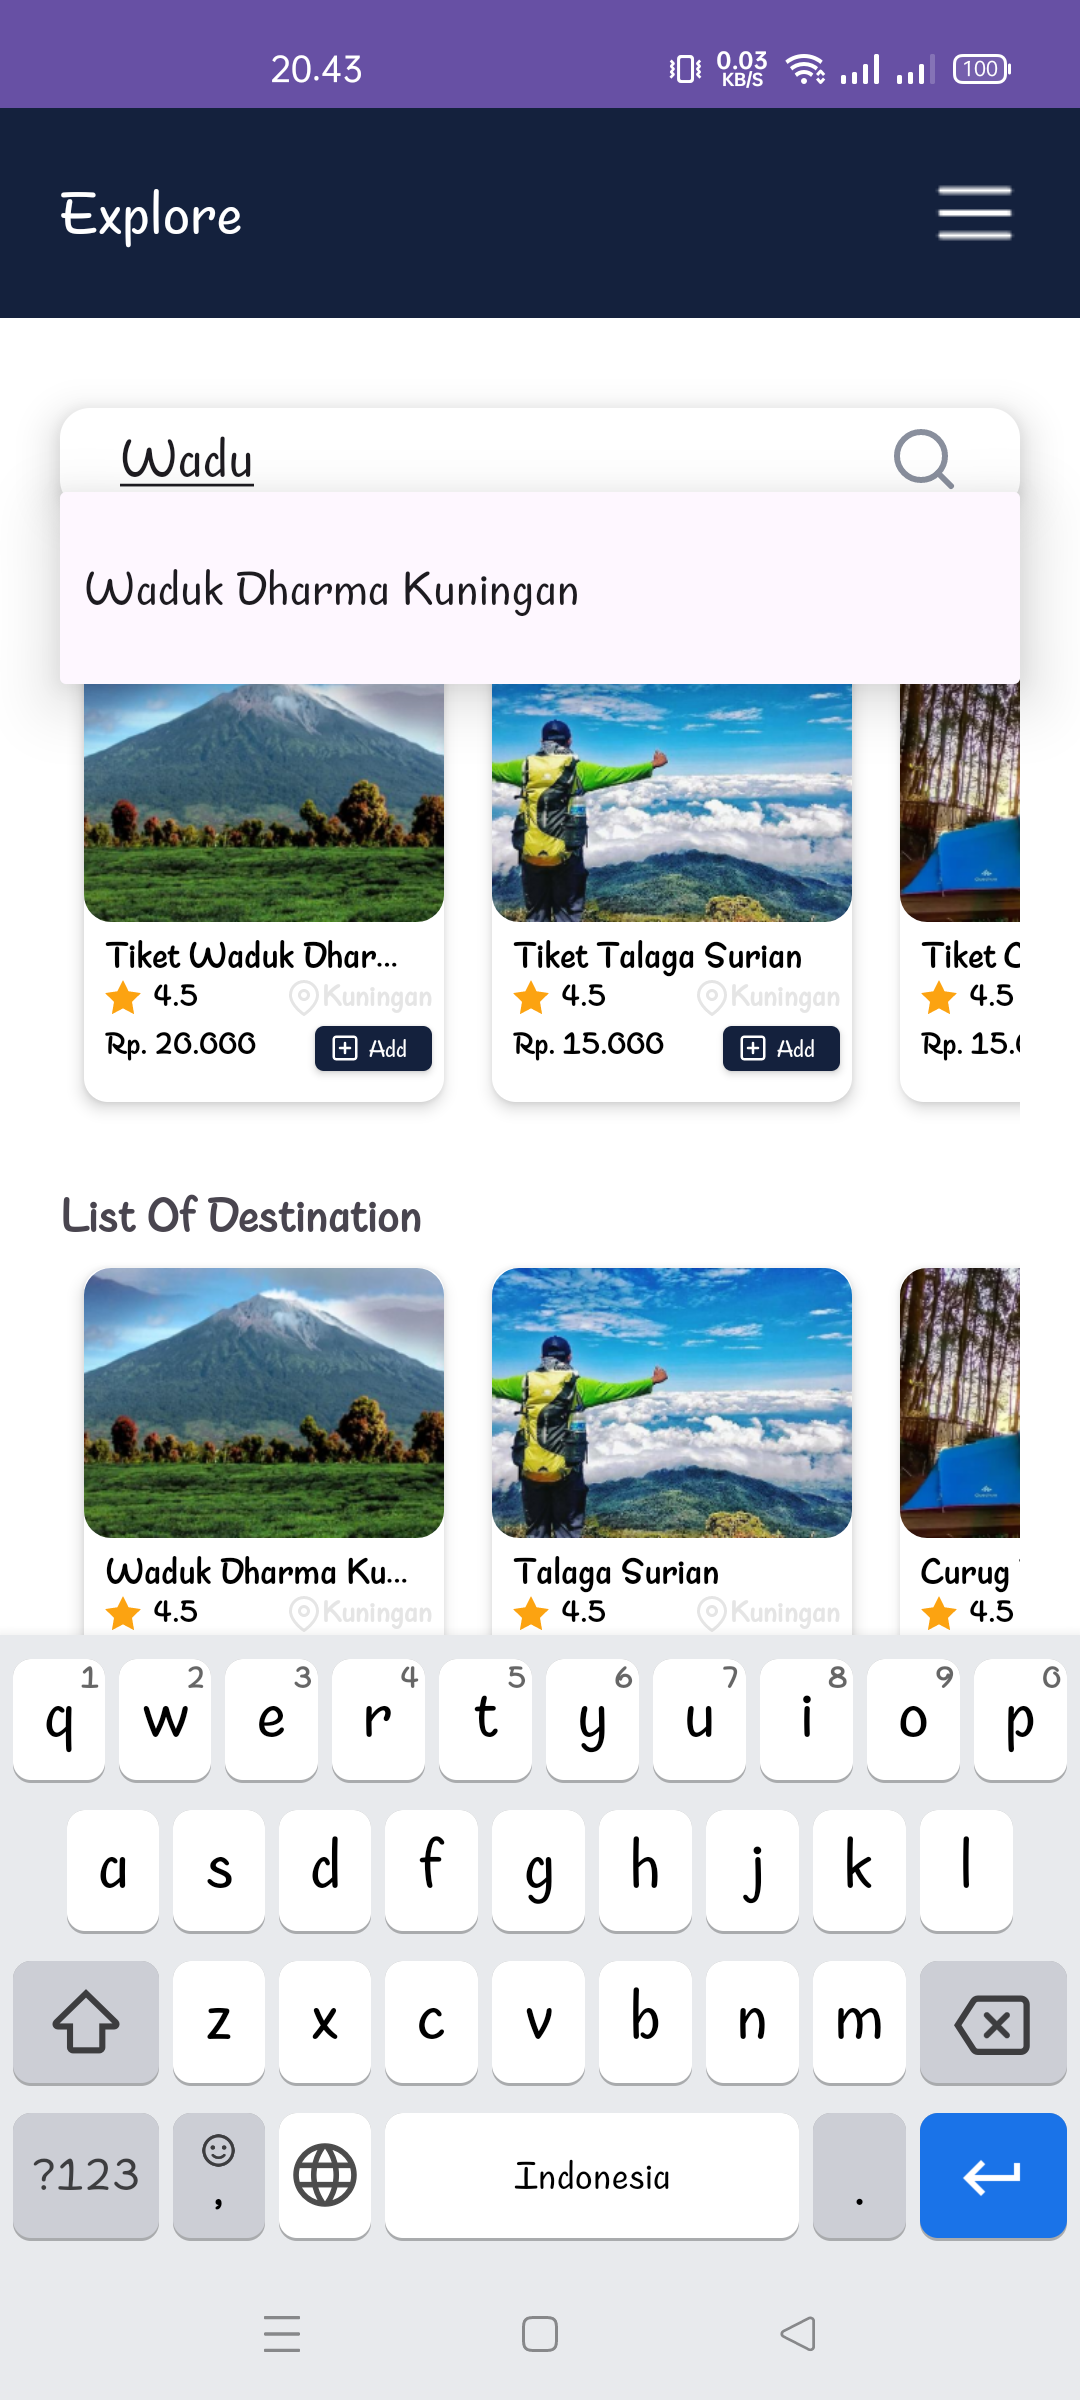 20.43
0.03
KB/S
100
Explore
Wadu
Waduk Dharma Kuningan
Tiket Waduk Dhar...
4.5
Kuningan
Rp. 20.000
Add
Tiket Talaga Surian
4.5
Kuningan
Rp. 15.000
Add
Tiket C
4.5
Rp. 15.0
List Of Destination
Waduk Dharma Ku...
4.5
Kuningan
Talaga Surian
4.5
Kuningan
Curug
4.5
1 2 3 4 5 6 7 8 9 0
q w e r t y u i o p
a s d f g h j k l
z x c v b n m
?123 , Indonesia .